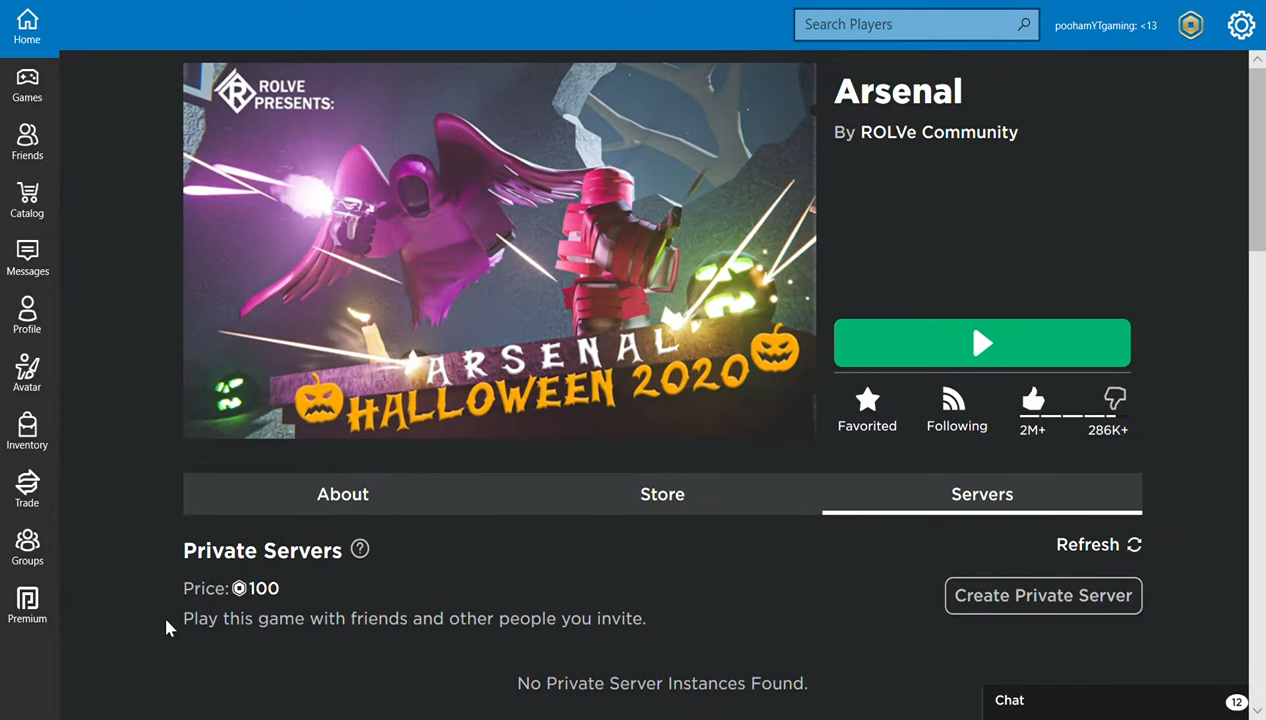 Home
Search Players
poohamYTgaming: <13
Games
Friends
Catalog
Messages
Profile
Avatar
Inventory
Trade
Groups
Premium
ROLVE
PRESENTS:
ARSENAL
HALLOWEEN 2020
Arsenal
By ROLVe Community
Favorited
Following
2M+
286K+
About
Store
Servers
Private Servers ?
Refresh
Price: 100
Create Private Server
Play this game with friends and other people you invite.
No Private Server Instances Found.
Chat
12